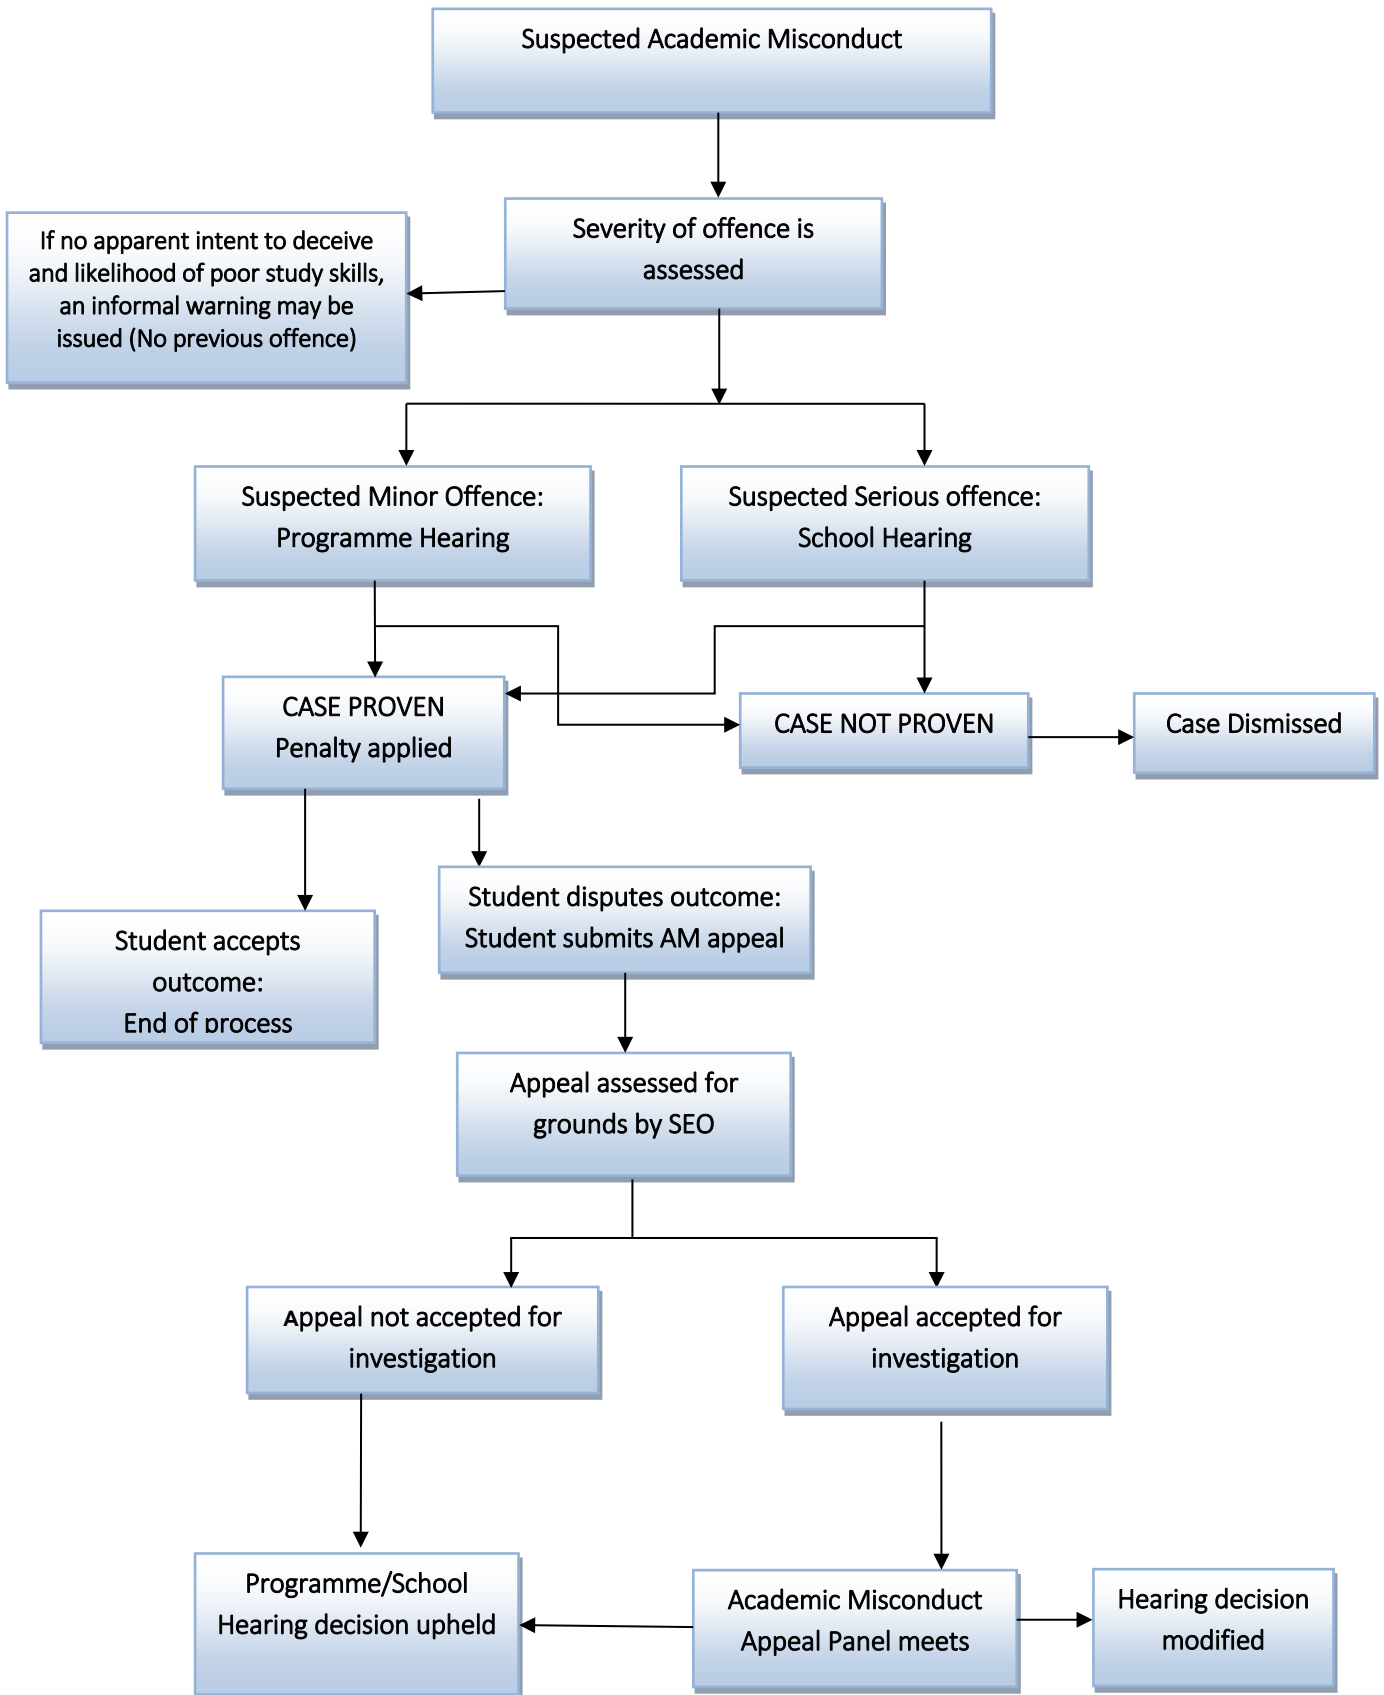 Suspected Academic Misconduct
Severity of offence is
assessed
If no apparent intent to deceive
and likelihood of poor study skills,
an informal warning may be
issued (No previous offence)
Suspected Minor Offence:
Programme Hearing
Suspected Serious offence:
School Hearing
CASE PROVEN
Penalty applied
CASE NOT PROVEN
Case Dismissed
Student disputes outcome:
Student submits AM appeal
Student accepts
outcome:
End of process
Appeal assessed for
grounds by SEO
Appeal not accepted for
investigation
Appeal accepted for
investigation
Programme/School
Hearing decision upheld
Academic Misconduct
Appeal Panel meets
Hearing decision
modified